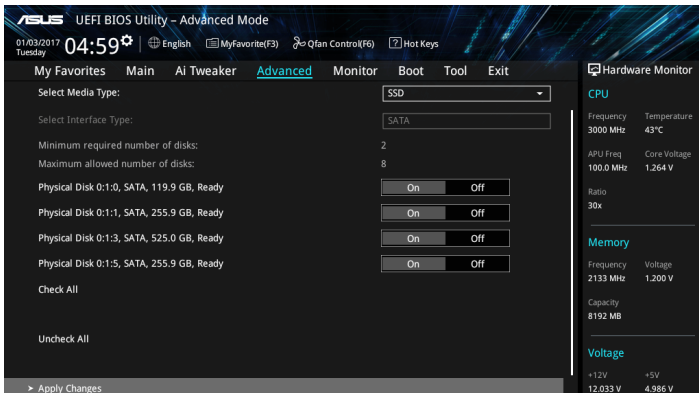 ASUS UEFI BIOS Utility – Advanced Mode
01/03/2017 Tuesday 04:59 English MyFavorite(F3) Qfan Control(F6) ? Hot Keys
My Favorites Main Ai Tweaker Advanced Monitor Boot Tool Exit
Select Media Type: SSD
Select Interface Type: SATA
Minimum required number of disks: 2
Maximum allowed number of disks: 8
Physical Disk 0:1:0, SATA, 119.9 GB, Ready On Off
Physical Disk 0:1:1, SATA, 255.9 GB, Ready On Off
Physical Disk 0:1:3, SATA, 525.0 GB, Ready On Off
Physical Disk 0:1:5, SATA, 255.9 GB, Ready On Off
Check All
Uncheck All
➤ Apply Changes
Hardware Monitor
CPU
Frequency Temperature
3000 MHz 43°C
APU Freq Core Voltage
100.0 MHz 1.264 V
Ratio
30x
Memory
Frequency Voltage
2133 MHz 1.200 V
Capacity
8192 MB
Voltage
+12V +5V
12.033 V 4.986 V